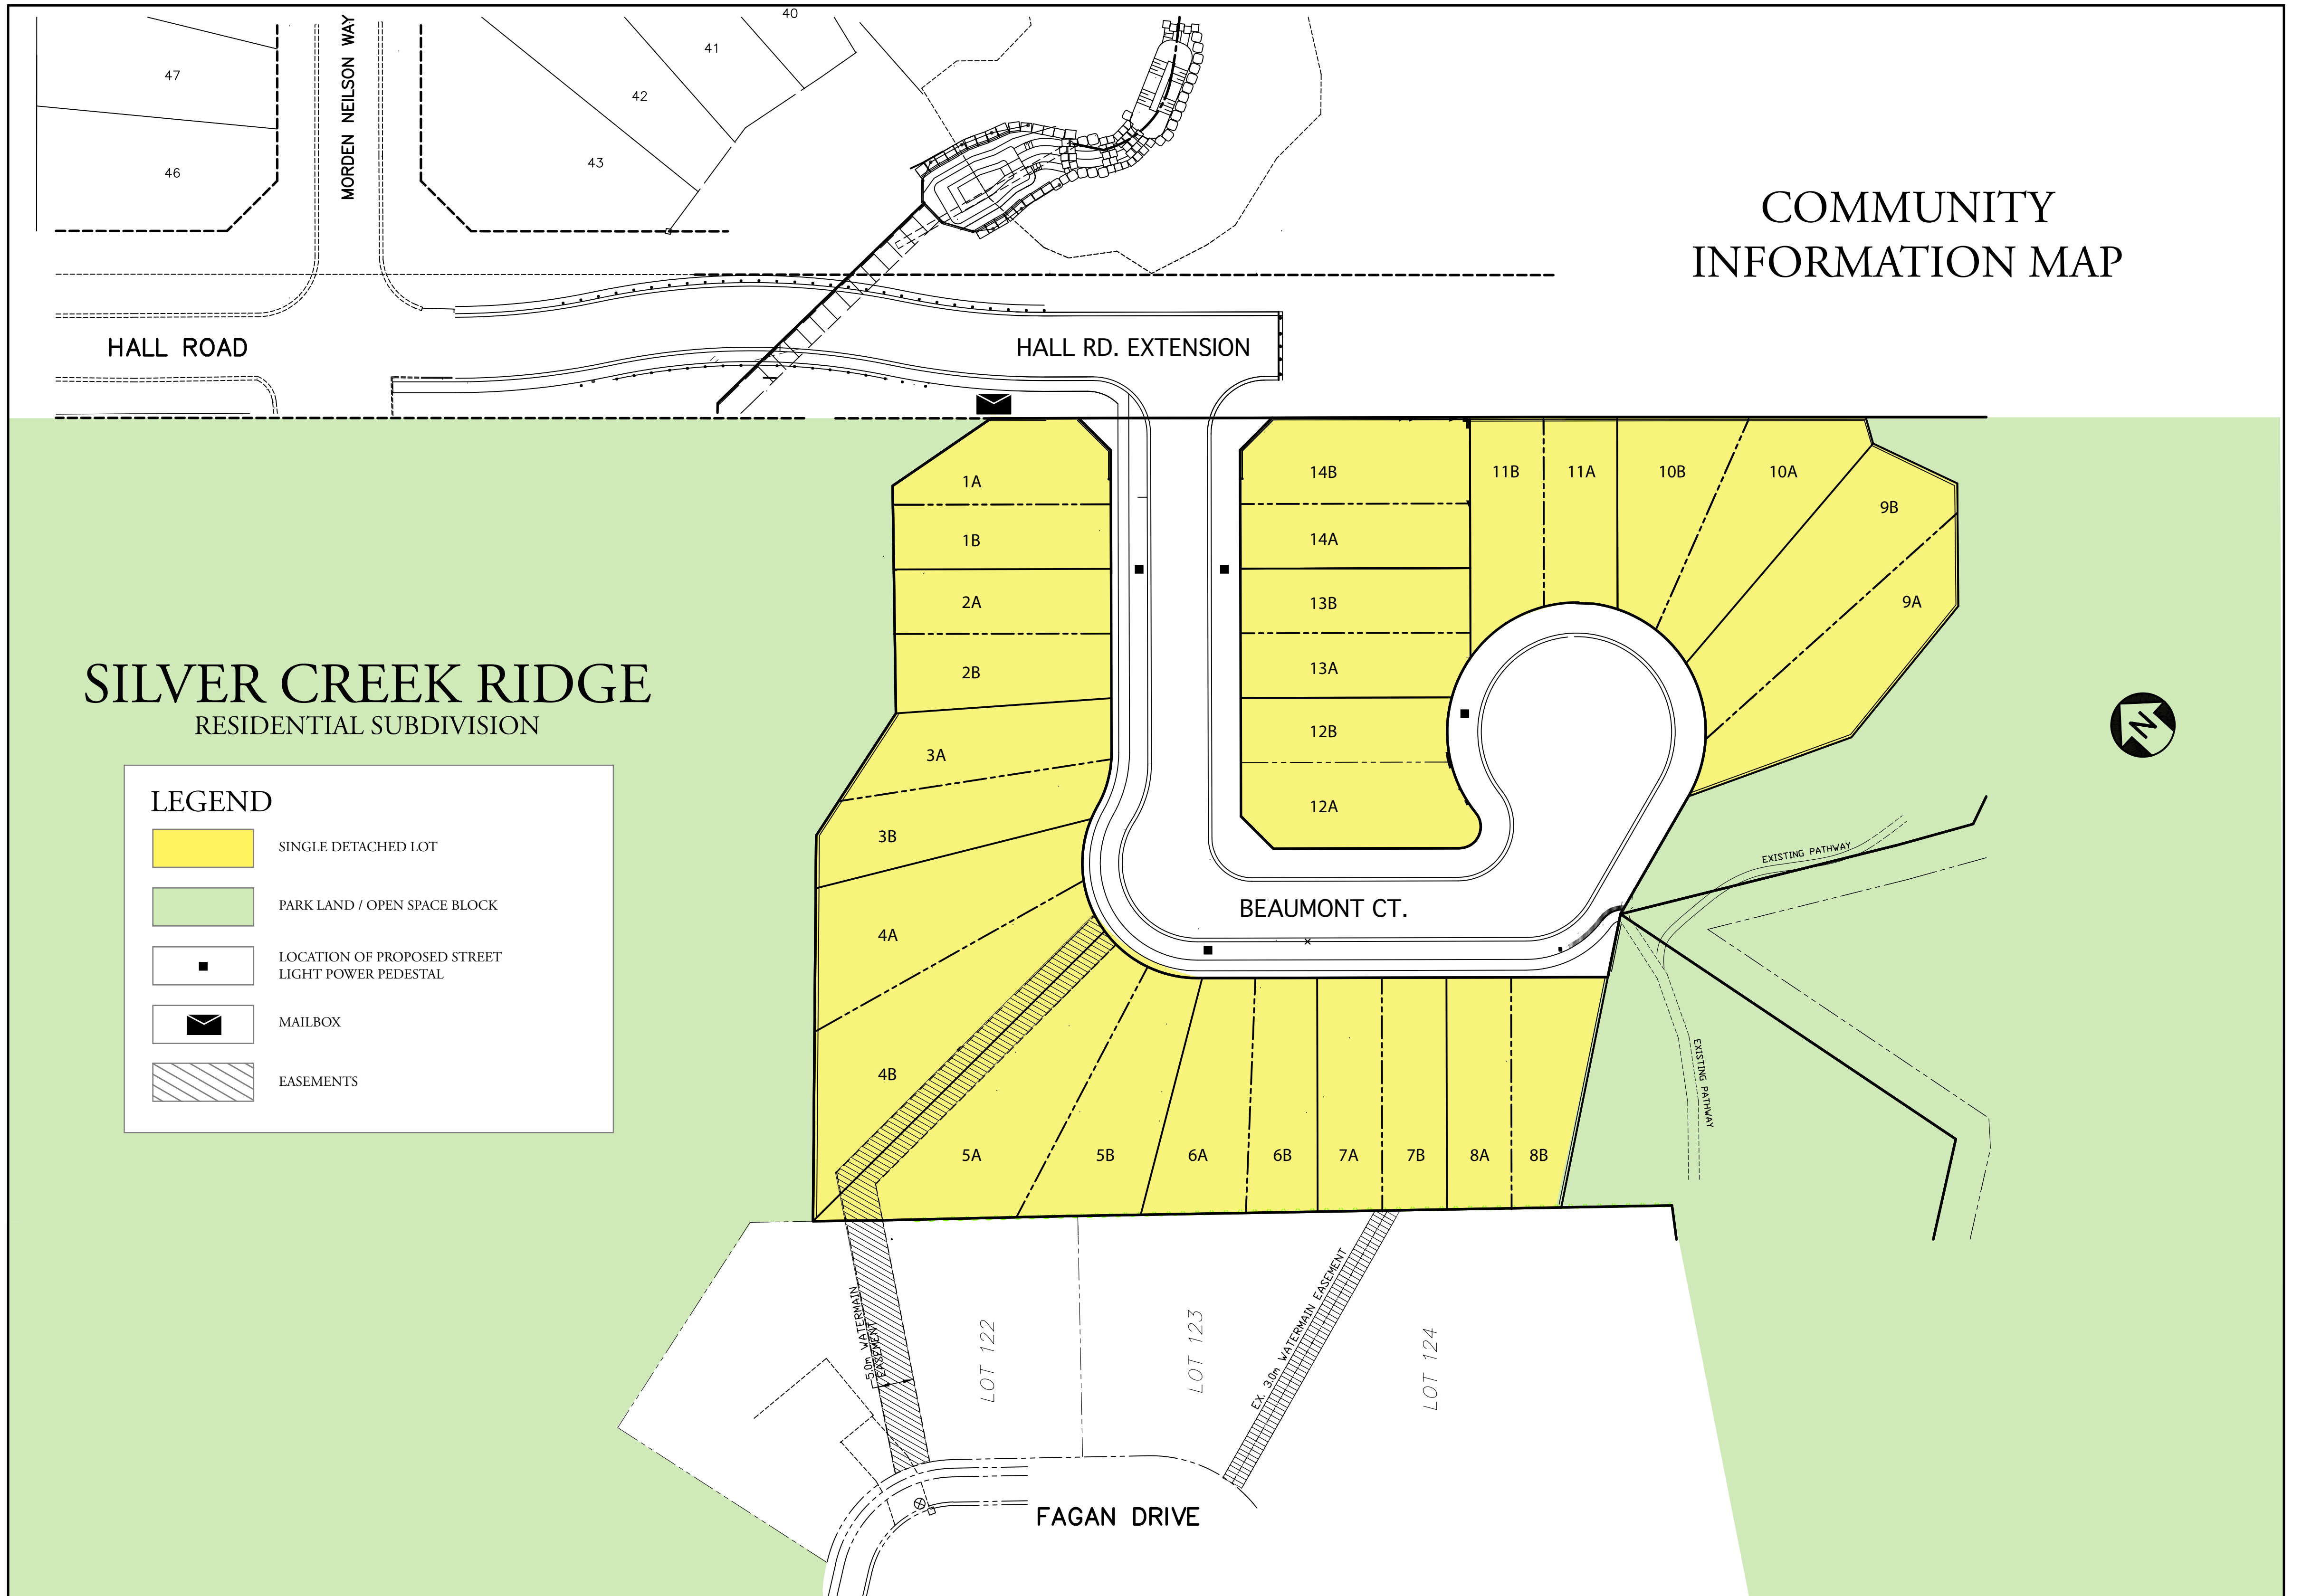 40
41
47
42
43
46
MORDEN NEILSON WAY
COMMUNITY
INFORMATION MAP
HALL ROAD
HALL RD. EXTENSION
1A
1B
2A
2B
3A
3B
4A
4B
5A
5B
6A
6B
7A
7B
8A
8B
14B
14A
13B
13A
12B
12A
11B
11A
10B
10A
9B
9A
BEAUMONT CT.
SILVER CREEK RIDGE
RESIDENTIAL SUBDIVISION
LEGEND
SINGLE DETACHED LOT
PARK LAND / OPEN SPACE BLOCK
LOCATION OF PROPOSED STREET
LIGHT POWER PEDESTAL
MAILBOX
EASEMENTS
N
EXISTING PATHWAY
EXISTING PATHWAY
5.0m WATERMAIN
EASEMENT
LOT 122
LOT 123
EX. 3.0m WATERMAIN EASEMENT
LOT 124
FAGAN DRIVE